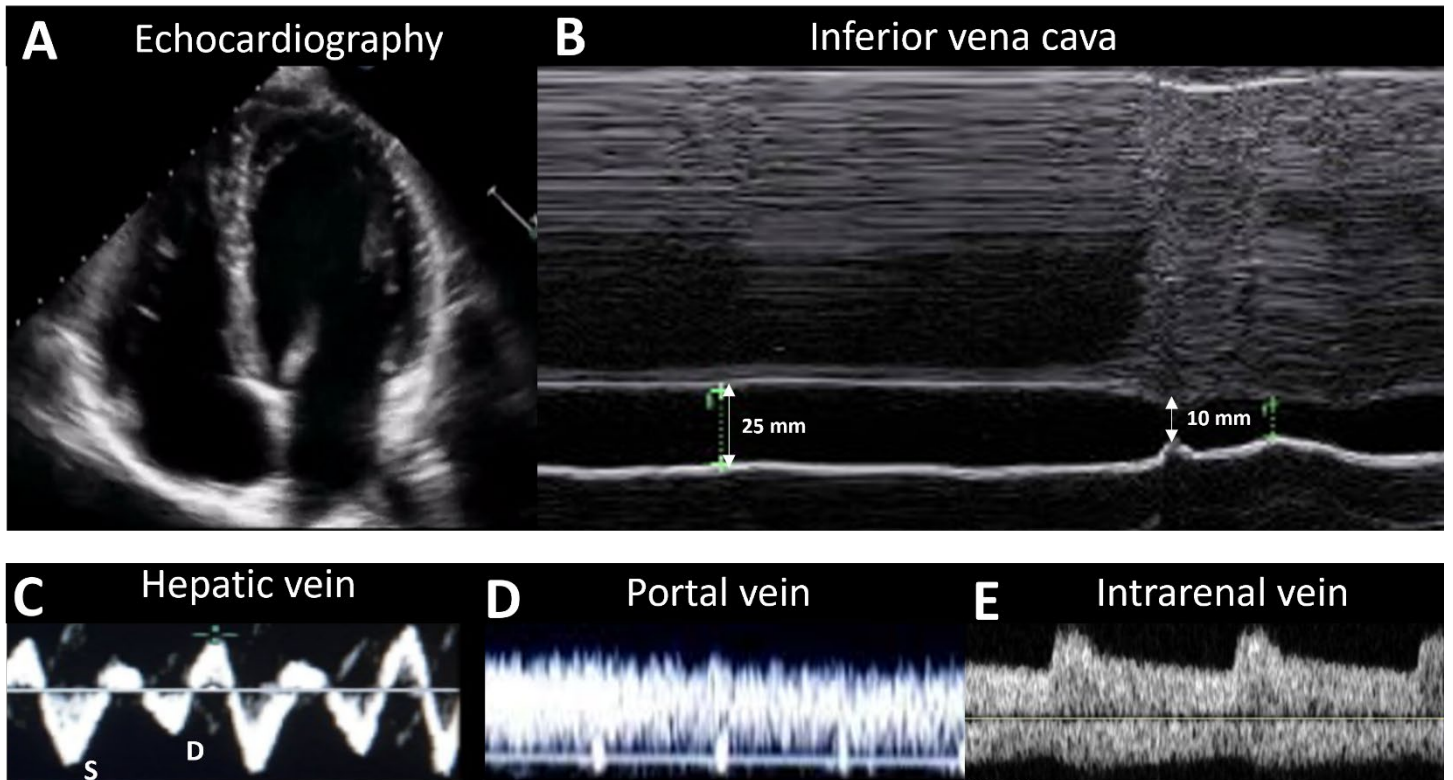 A Echocardiography
B Inferior vena cava
25 mm
10 mm
C Hepatic vein
S
D
D Portal vein
E Intrarenal vein